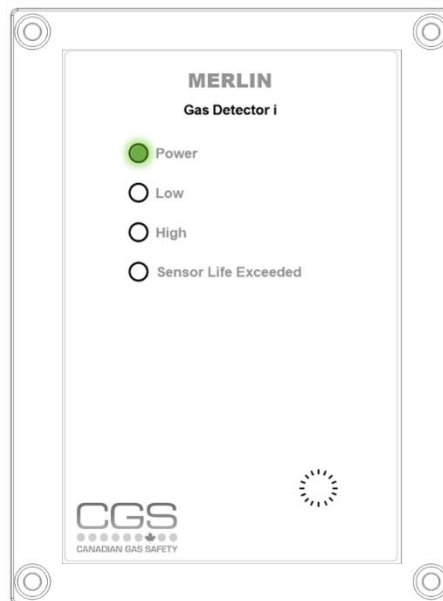 MERLIN
Gas Detector i
Power
Low
High
Sensor Life Exceeded
CGS
CANADIAN GAS SAFETY